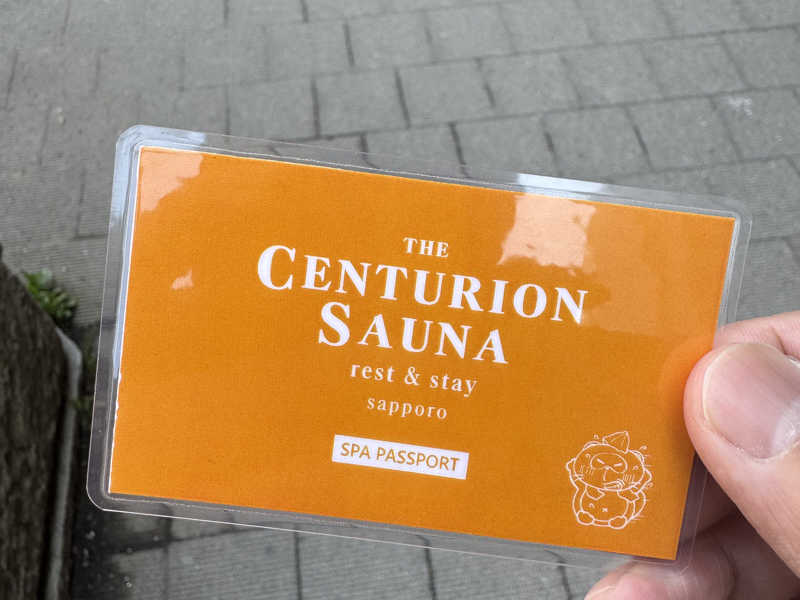 THE
CENTURION
SAUNA
rest & stay
sapporo
SPA PASSPORT